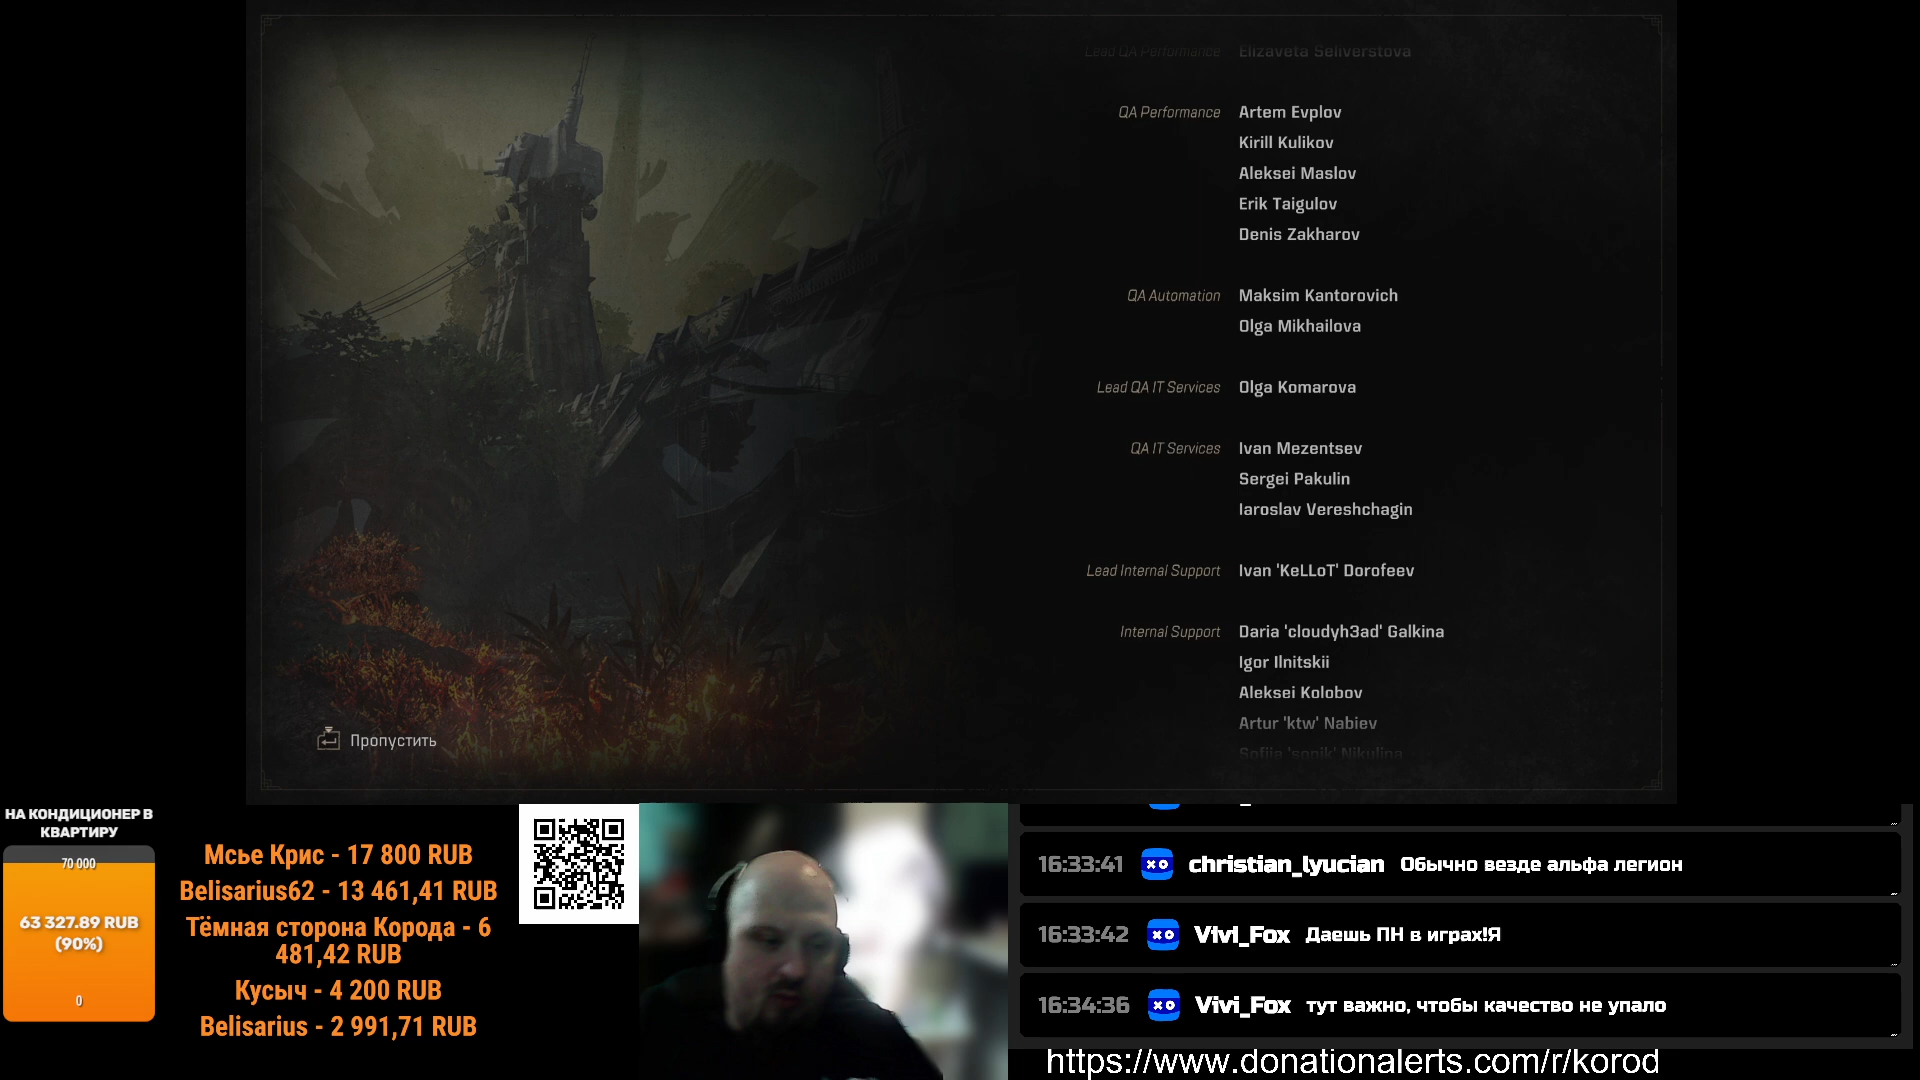 Lead QA Performance Elizaveta Seliverstova
QA Performance Artem Evplov
Kirill Kulikov
Aleksei Maslov
Erik Taigulov
Denis Zakharov
QA Automation Maksim Kantorovich
Olga Mikhailova
Lead QA IT Services Olga Komarova
QA IT Services Ivan Mezentsev
Sergei Pakulin
Iaroslav Vereshchagin
Lead Internal Support Ivan 'KeLLoT' Dorofeev
Internal Support Daria 'cloudyh3ad' Galkina
Igor Ilnitskii
Aleksei Kolobov
Artur 'ktw' Nabiev
Sofiia 'sonik' Nikulina
Пропустить
НА КОНДИЦИОНЕР В
КВАРТИРУ
70 000
63 327.89 RUB
(90%)
0
Мсье Крис - 17 800 RUB
Belisarius62 - 13 461,41 RUB
Тёмная сторона Корода - 6
481,42 RUB
Кусыч - 4 200 RUB
Belisarius - 2 991,71 RUB
16:33:41 christian_lyucian Обычно везде альфа легион
16:33:42 Vivi_Fox Даешь ПН в играх!Я
16:34:36 Vivi_Fox тут важно, чтобы качество не упало
https://www.donationalerts.com/r/korod